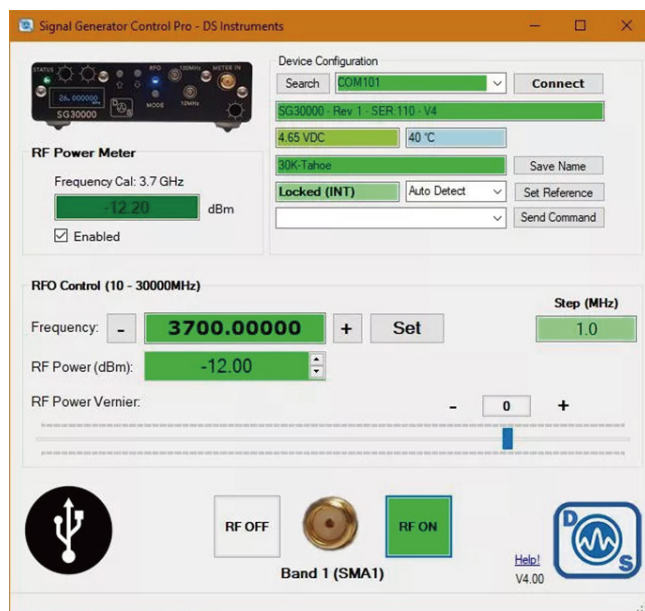 Signal Generator Control Pro - DS Instruments
STATUS
RFO
100MHz
METER IN
26.000000
MODE
10MHz
SG30000
Device Configuration
Search COM101 Connect
SG30000 - Rev 1 - SER:110 - V4
4.65 VDC 40 °C
30K-Tahoe Save Name
Locked (INT) Auto Detect Set Reference
Send Command
RF Power Meter
Frequency Cal: 3.7 GHz
-12.20 dBm
Enabled
RFO Control (10 - 30000MHz)
Step (MHz)
Frequency: - 3700.00000 + Set 1.0
RF Power (dBm): -12.00
RF Power Vernier: - 0 +
RF OFF RF ON
Band 1 (SMA1)
Help!
V4.00
D S